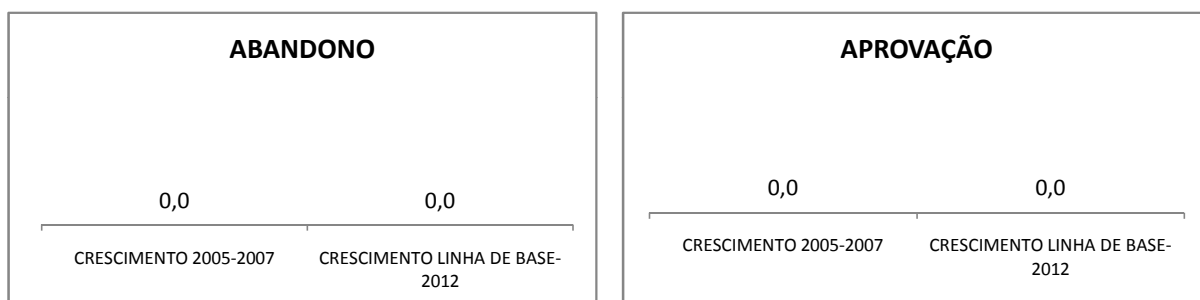 ABANDONO
0,0 0,0
CRESCIMENTO 2005-2007 CRESCIMENTO LINHA DE BASE-
2012
APROVAÇÃO
0,0 0,0
CRESCIMENTO 2005-2007 CRESCIMENTO LINHA DE BASE-
2012